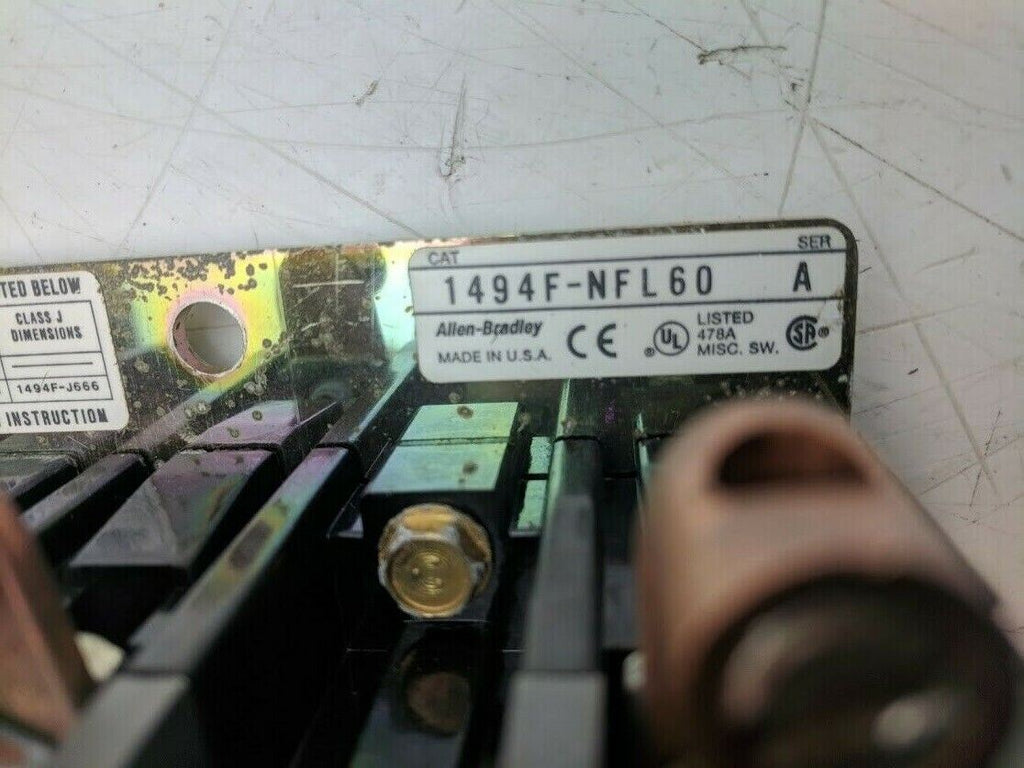 TED BELOW
CLASS J
DIMENSIONS
1494F-J666
INSTRUCTION
CAT
SER
1494F-NFL60
A
Allen-Bradley
MADE IN U.S.A.
CE
UL
LISTED
478A
MISC. SW.
SA